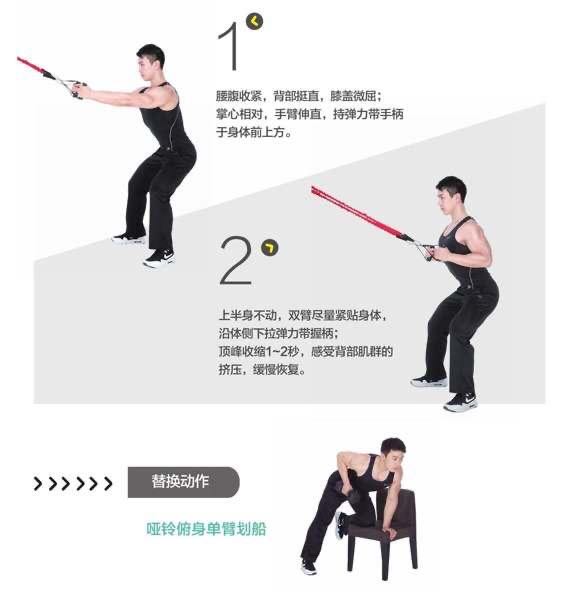 1
腰腹收紧，背部挺直，膝盖微屈；
掌心相对，手臂伸直，持弹力带手柄
于身体前上方。
2
上半身不动，双臂尽量紧贴身体，
沿体侧下拉弹力带握柄；
顶峰收缩1~2秒，感受背部肌群的
挤压，缓慢恢复。
替换动作
哑铃俯身单臂划船